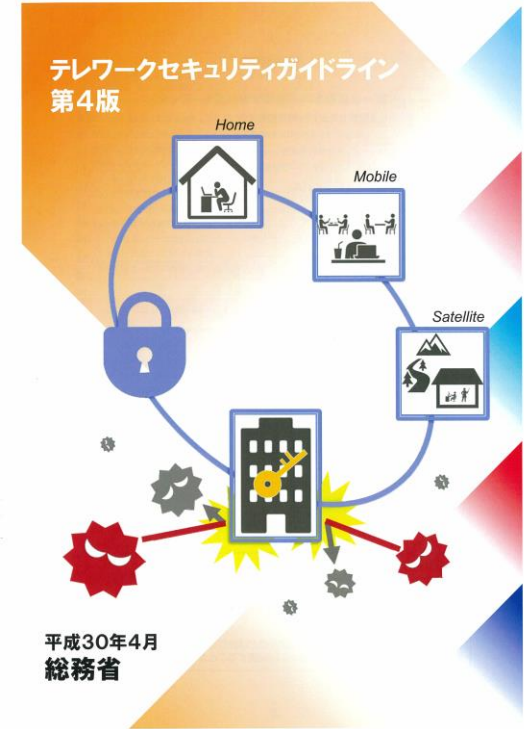 テレワークセキュリティガイドライン
第4版
Home
Mobile
Satellite
平成30年4月
総務省